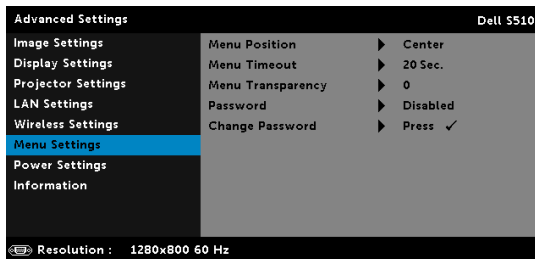 Advanced Settings Dell S510
Image Settings
Display Settings
Projector Settings
LAN Settings
Wireless Settings
Menu Settings
Power Settings
Information
Menu Position Center
Menu Timeout 20 Sec.
Menu Transparency 0
Password Disabled
Change Password Press ✓
Resolution : 1280x800 60 Hz